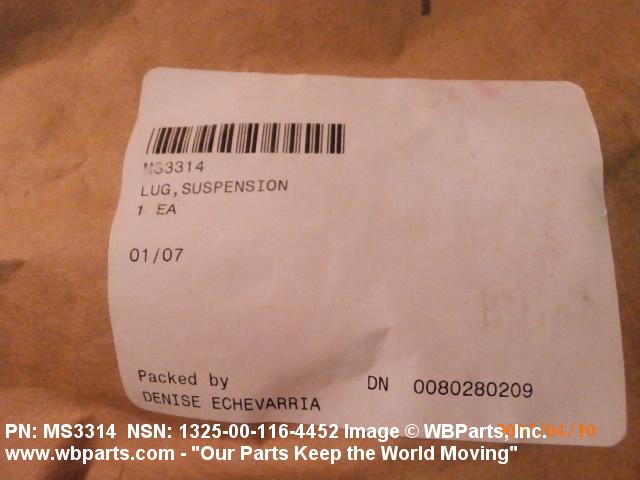 MS3314
LUG,SUSPENSION
1 EA
01/07
Packed by
DENISE ECHEVARRIA
DN 0080280209
PN: MS3314 NSN: 1325-00-116-4452 Image © WBParts, Inc.
www.wbparts.com - "Our Parts Keep the World Moving"